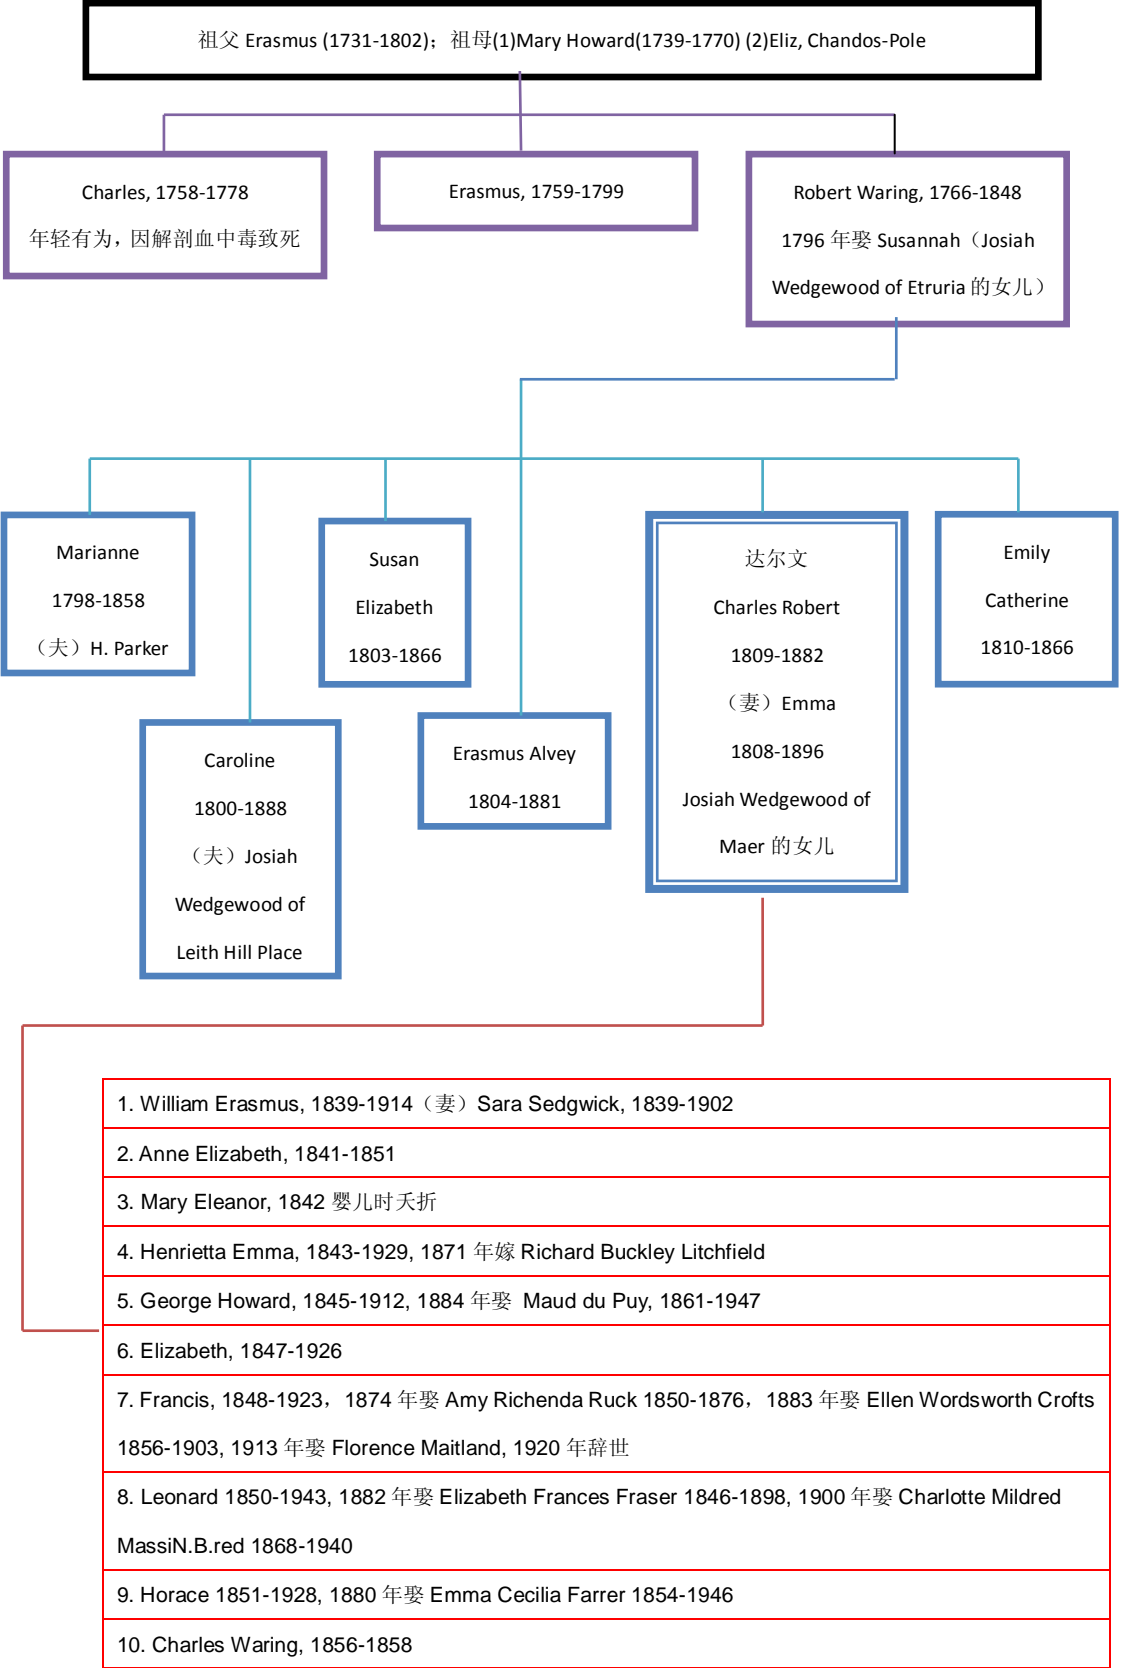 祖父 Erasmus (1731-1802)；祖母(1)Mary Howard(1739-1770) (2)Eliz, Chandos-Pole
Charles, 1758-1778
年轻有为，因解剖血中毒致死
Erasmus, 1759-1799
Robert Waring, 1766-1848
1796 年娶 Susannah（Josiah
Wedgewood of Etruria 的女儿）
Marianne
1798-1858
（夫）H. Parker
Caroline
1800-1888
（夫）Josiah
Wedgewood of
Leith Hill Place
Susan
Elizabeth
1803-1866
Erasmus Alvey
1804-1881
达尔文
Charles Robert
1809-1882
（妻）Emma
1808-1896
Josiah Wedgewood of
Maer 的女儿
Emily
Catherine
1810-1866
1. William Erasmus, 1839-1914（妻）Sara Sedgwick, 1839-1902
2. Anne Elizabeth, 1841-1851
3. Mary Eleanor, 1842 婴儿时夭折
4. Henrietta Emma, 1843-1929, 1871 年嫁 Richard Buckley Litchfield
5. George Howard, 1845-1912, 1884 年娶 Maud du Puy, 1861-1947
6. Elizabeth, 1847-1926
7. Francis, 1848-1923，1874 年娶 Amy Richenda Ruck 1850-1876，1883 年娶 Ellen Wordsworth Crofts
1856-1903, 1913 年娶 Florence Maitland, 1920 年辞世
8. Leonard 1850-1943, 1882 年娶 Elizabeth Frances Fraser 1846-1898, 1900 年娶 Charlotte Mildred
MassiN.B.red 1868-1940
9. Horace 1851-1928, 1880 年娶 Emma Cecilia Farrer 1854-1946
10. Charles Waring, 1856-1858